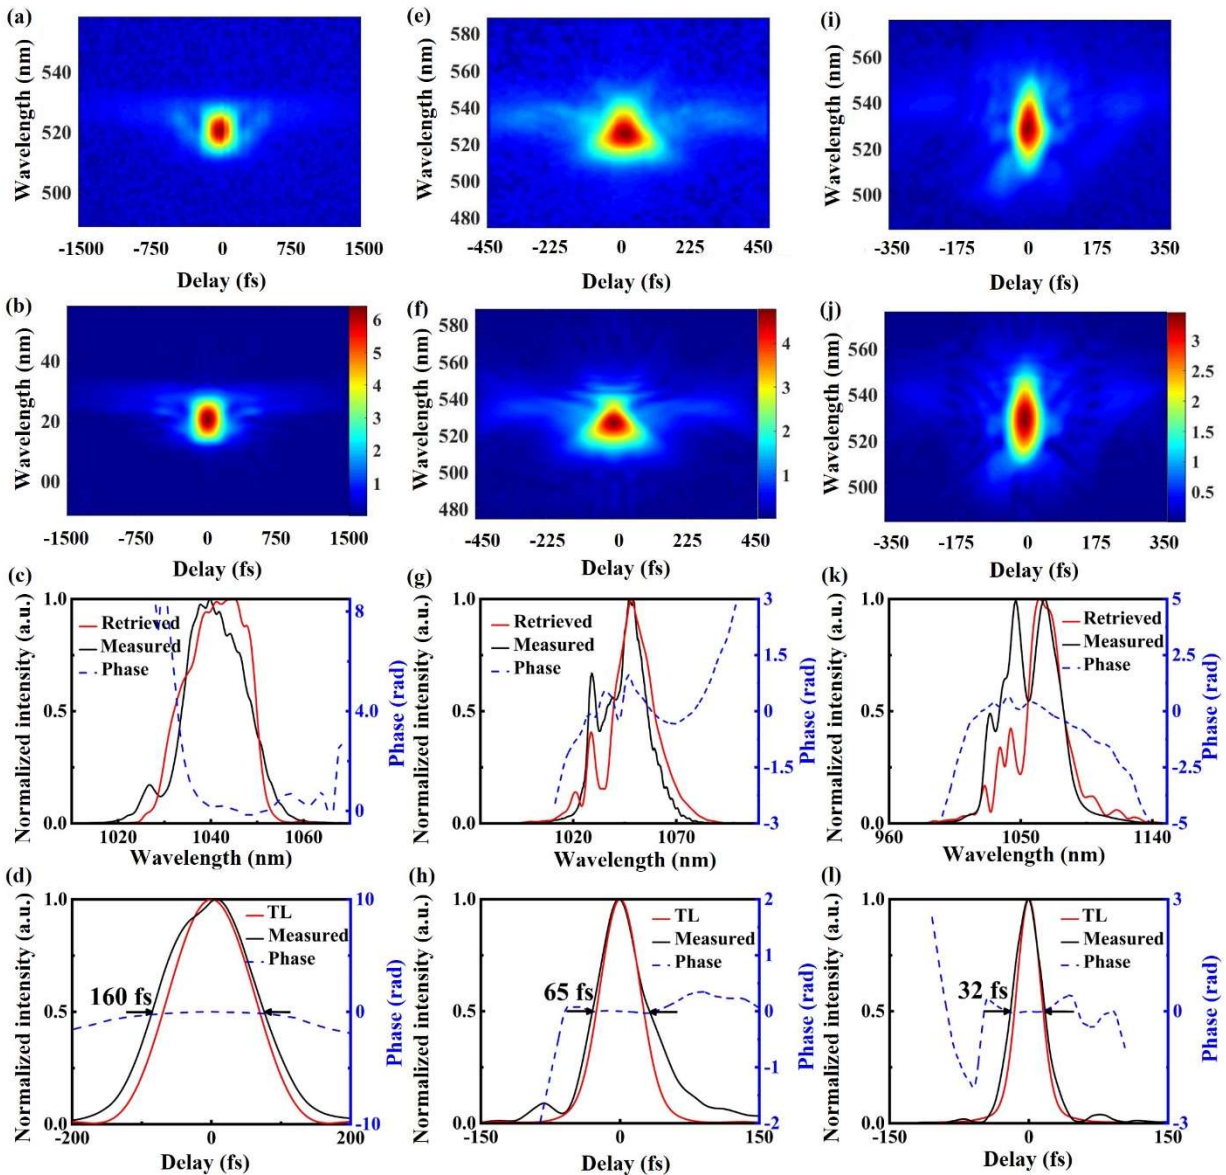 (a)
Wavelength (nm)
540
520
500
-1500 -750 0 750 1500
Delay (fs)
(e)
Wavelength (nm)
580
560
540
520
500
480
-450 -225 0 225 450
Delay (fs)
(i)
Wavelength (nm)
560
540
520
500
-350 -175 0 175 350
Delay (fs)
(b)
Wavelength (nm)
40
20
00
6
5
4
3
2
1
-1500 -750 0 750 1500
Delay (fs)
(f)
Wavelength (nm)
580
560
540
520
500
480
4
3
2
1
-450 -225 0 225 450
Delay (fs)
(j)
Wavelength (nm)
560
540
520
500
3
2.5
2
1.5
1
0.5
-350 -175 0 175 350
Delay (fs)
(c)
Normalized intensity (a.u.)
1.0
0.5
0.0
Retrieved
Measured
Phase
8
4.0
0
Phase (rad)
1020 1040 1060
Wavelength (nm)
(g)
Normalized intensity (a.u.)
1.0
0.5
0.0
Retrieved
Measured
Phase
3
1.5
0
-1.5
-3
Phase (rad)
1020 1070
Wavelength (nm)
(k)
Normalized intensity (a.u.)
1.0
0.5
0.0
Retrieved
Measured
Phase
5
2.5
0
-2.5
-5
Phase (rad)
960 1050 1140
Wavelength (nm)
(d)
Normalized intensity (a.u.)
1.0
0.5
0.0
TL
Measured
Phase
160 fs
10
0
-10
Phase (rad)
-200 0 200
Delay (fs)
(h)
Normalized intensity (a.u.)
1.0
0.5
0.0
TL
Measured
Phase
65 fs
2
1
0
-1
-2
Phase (rad)
-150 0 150
Delay (fs)
(l)
Normalized intensity (a.u.)
1.0
0.5
0.0
TL
Measured
Phase
32 fs
3
0
-3
Phase (rad)
-150 0 150
Delay (fs)